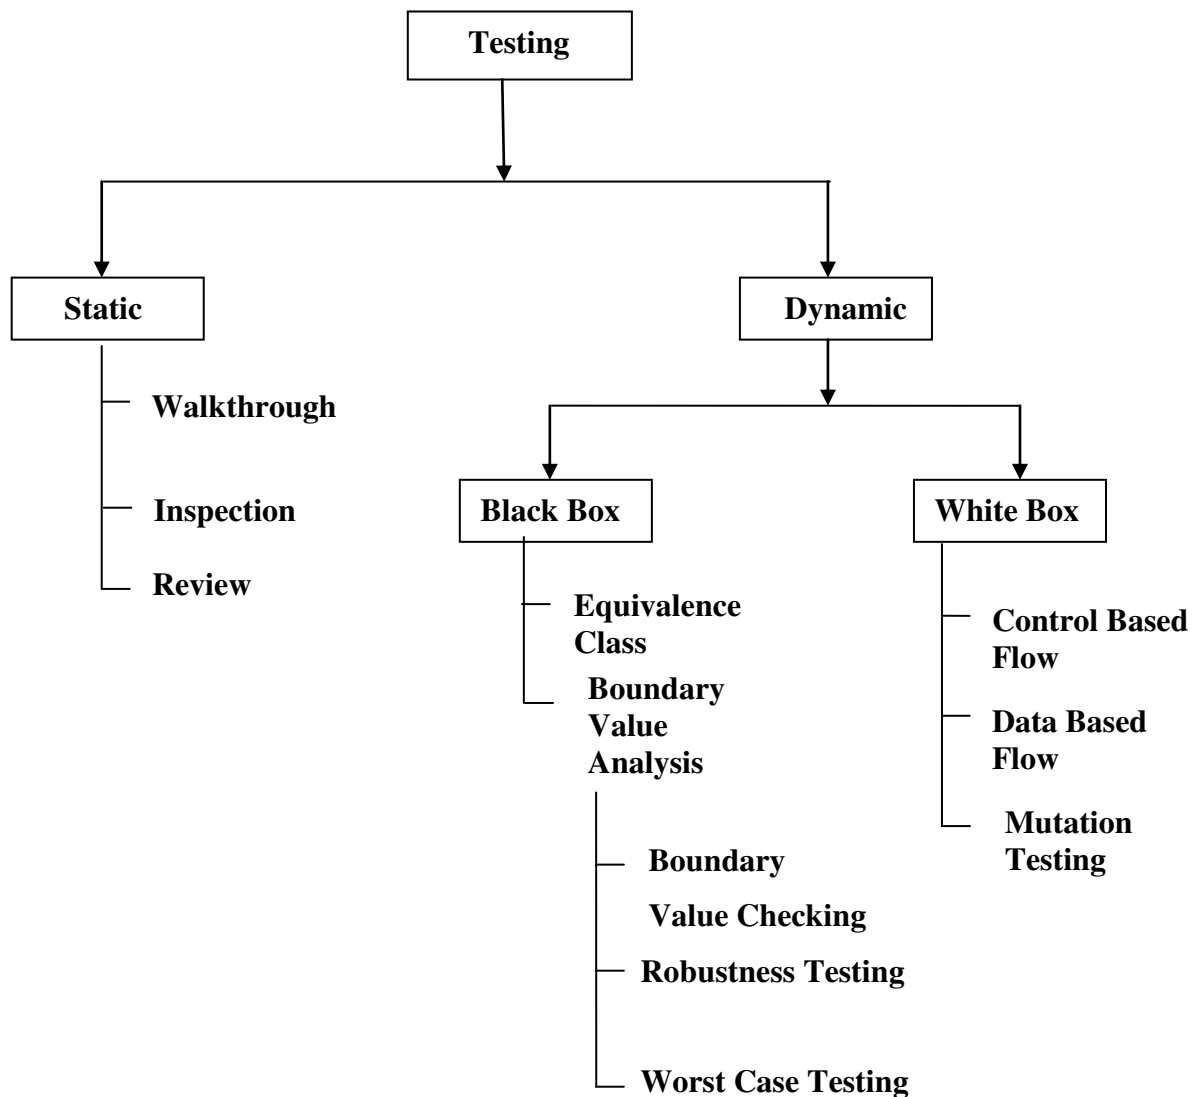 Testing
Static
Dynamic
Walkthrough
Inspection
Review
Black Box
White Box
Equivalence
Class
Boundary
Value
Analysis
Boundary
Value Checking
Robustness Testing
Worst Case Testing
Control Based
Flow
Data Based
Flow
Mutation
Testing